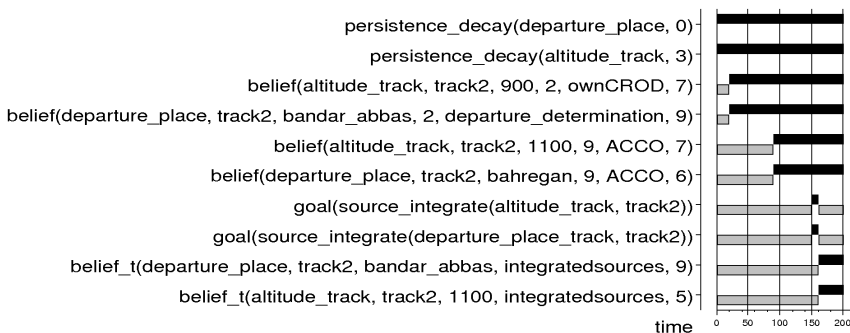 persistence_decay(departure_place, 0)
persistence_decay(altitude_track, 3)
belief(altitude_track, track2, 900, 2, ownCROD, 7)
belief(departure_place, track2, bandar_abbas, 2, departure_determination, 9)
belief(altitude_track, track2, 1100, 9, ACCO, 7)
belief(departure_place, track2, bahregan, 9, ACCO, 6)
goal(source_integrate(altitude_track, track2))
goal(source_integrate(departure_place_track, track2))
belief_t(departure_place, track2, bandar_abbas, integratedsources, 9)
belief_t(altitude_track, track2, 1100, integratedsources, 5)
time 0 50 100 150 200